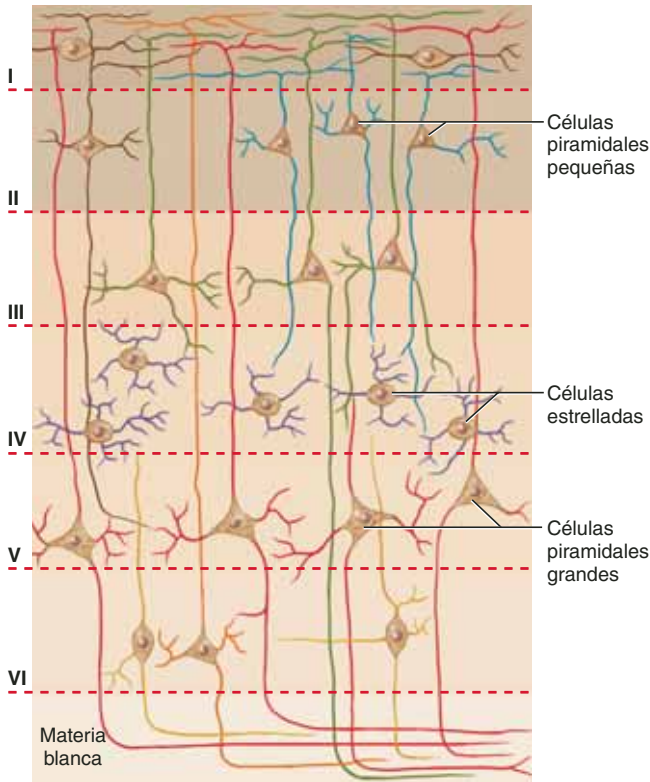 I
Células
piramidales
pequeñas
II
III
Células
estrelladas
IV
Células
piramidales
grandes
V
VI
Materia
blanca